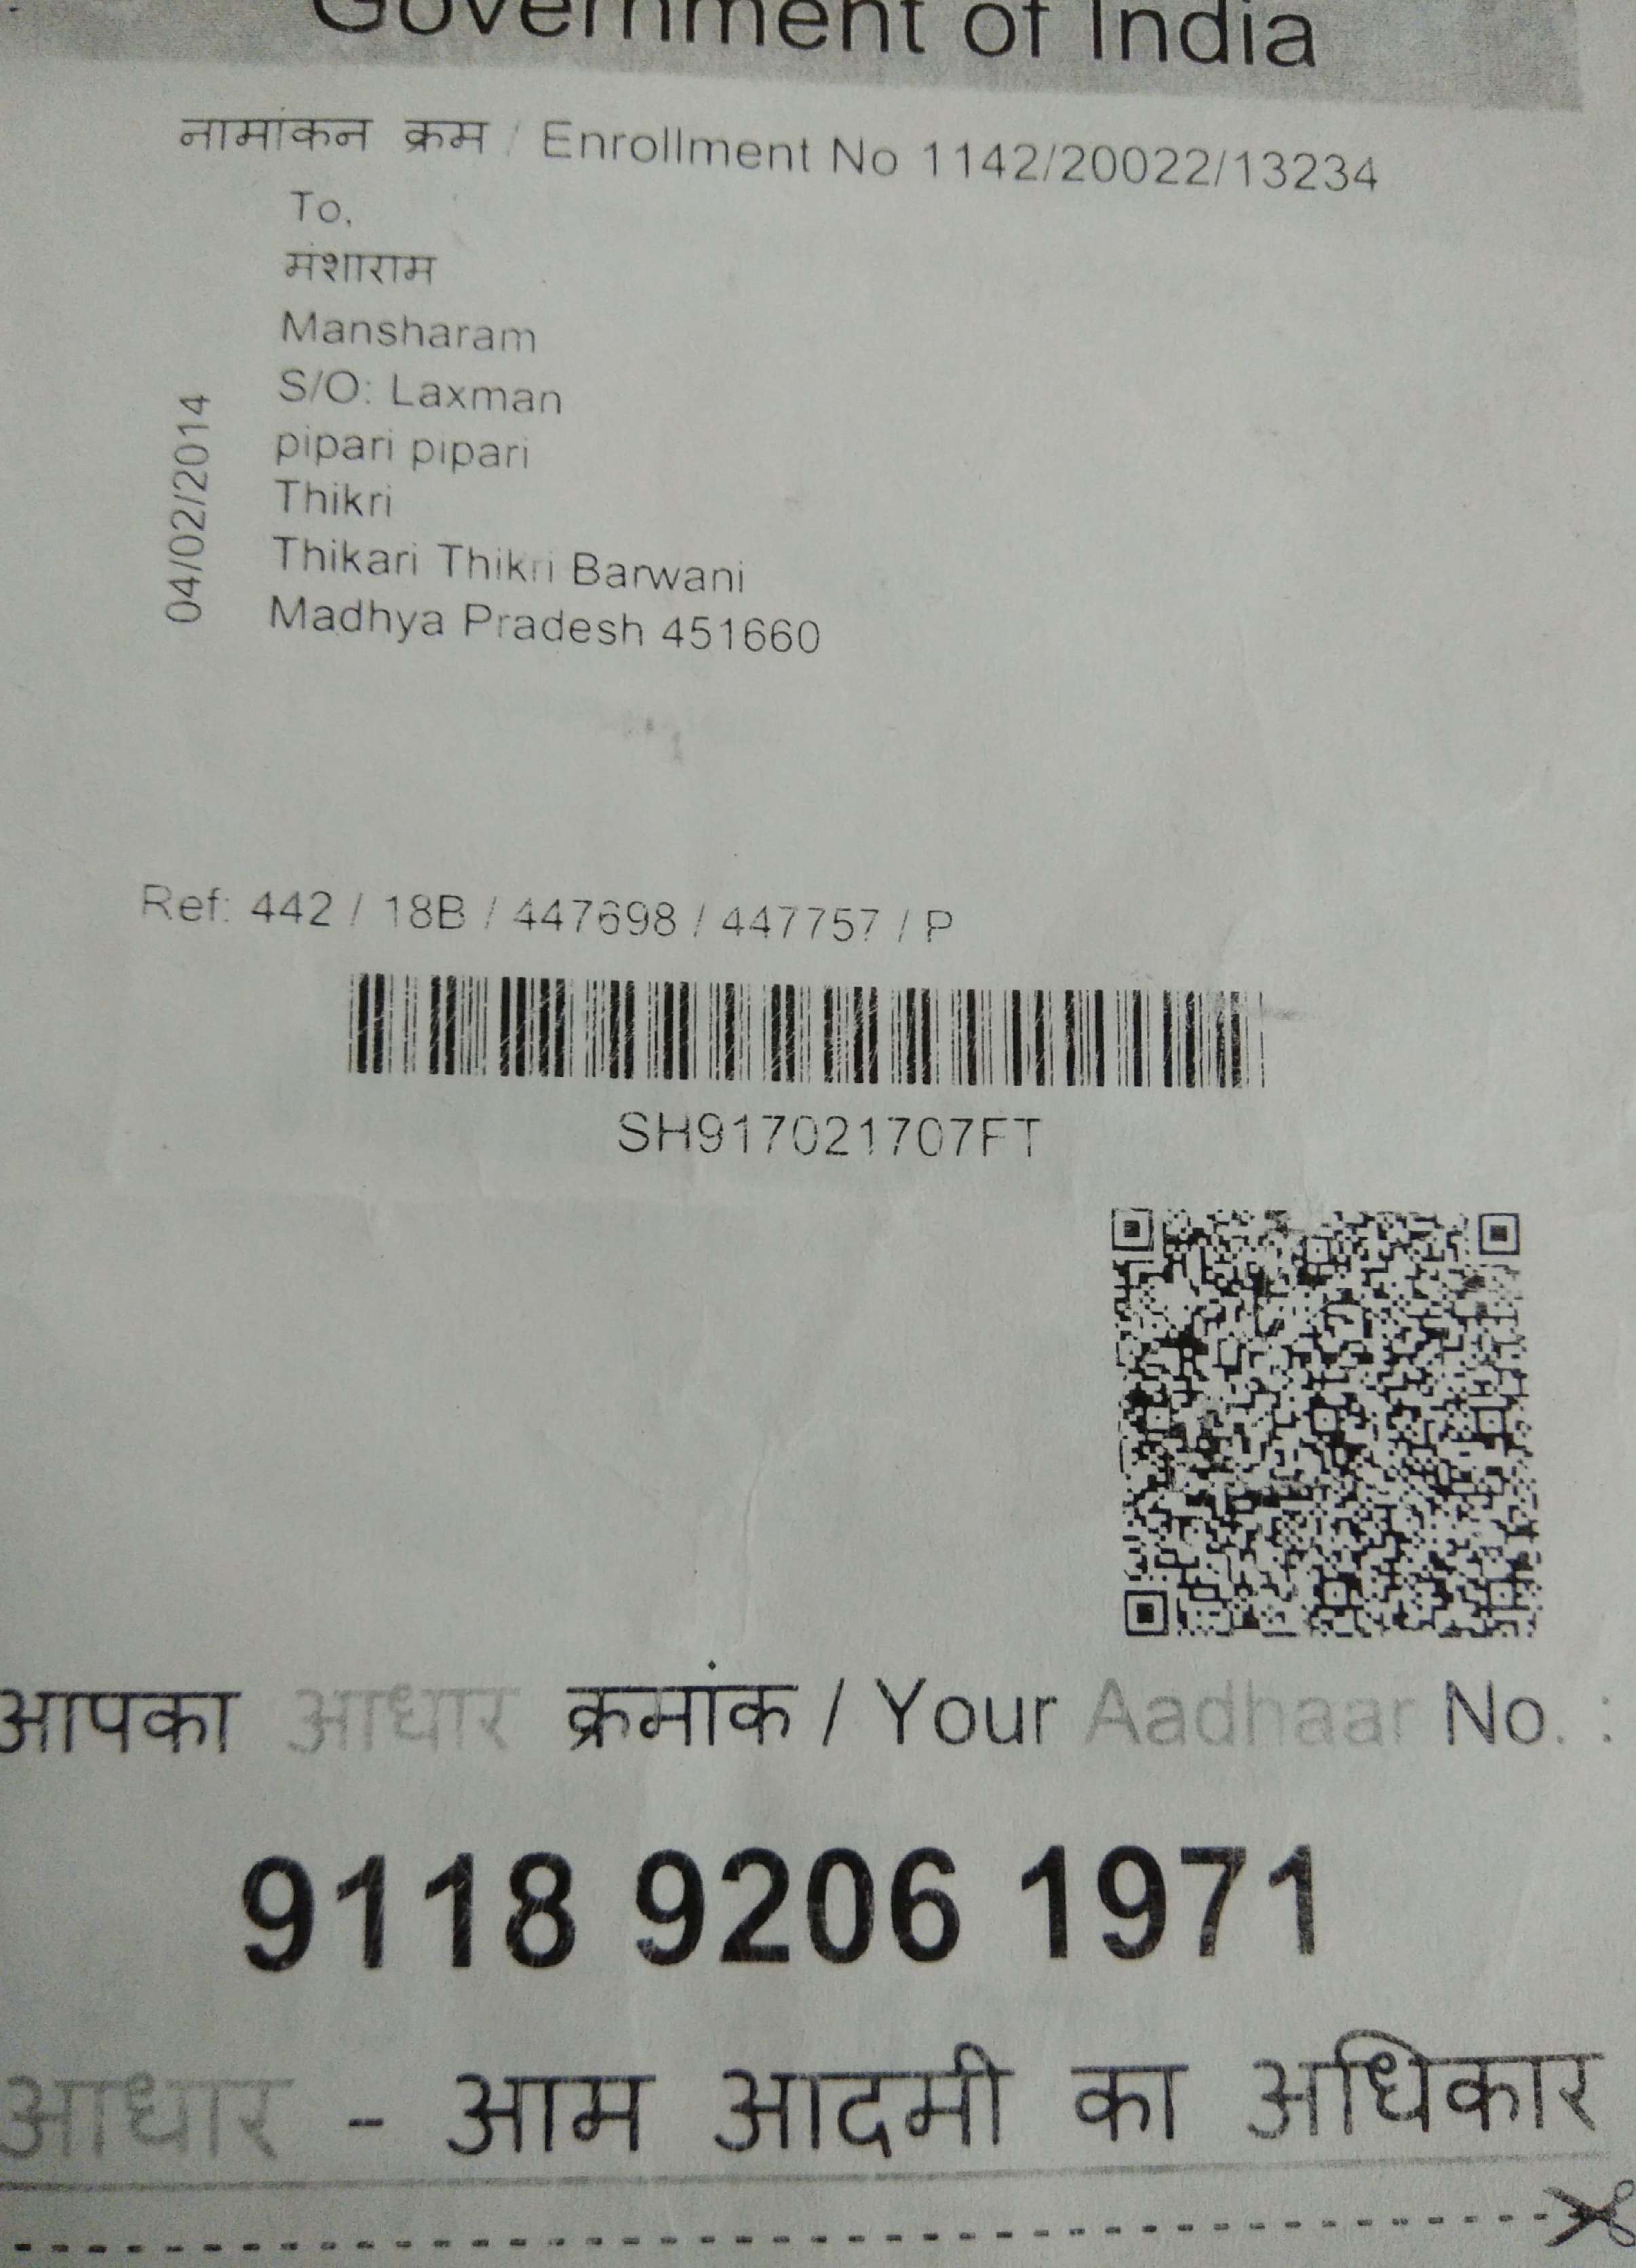 Government of India
नामांकन क्रम / Enrollment No 1142/20022/13234
To,
मंशाराम
Mansharam
S/O: Laxman
pipari pipari
Thikri
Thikari Thikri Barwani
Madhya Pradesh 451660
04/02/2014
Ref: 442 / 18B / 447698 / 447757 / P
SH917021707FT
आपका आधार क्रमांक / Your Aadhaar No. :
9118 9206 1971
आधार - आम आदमी का अधिकार